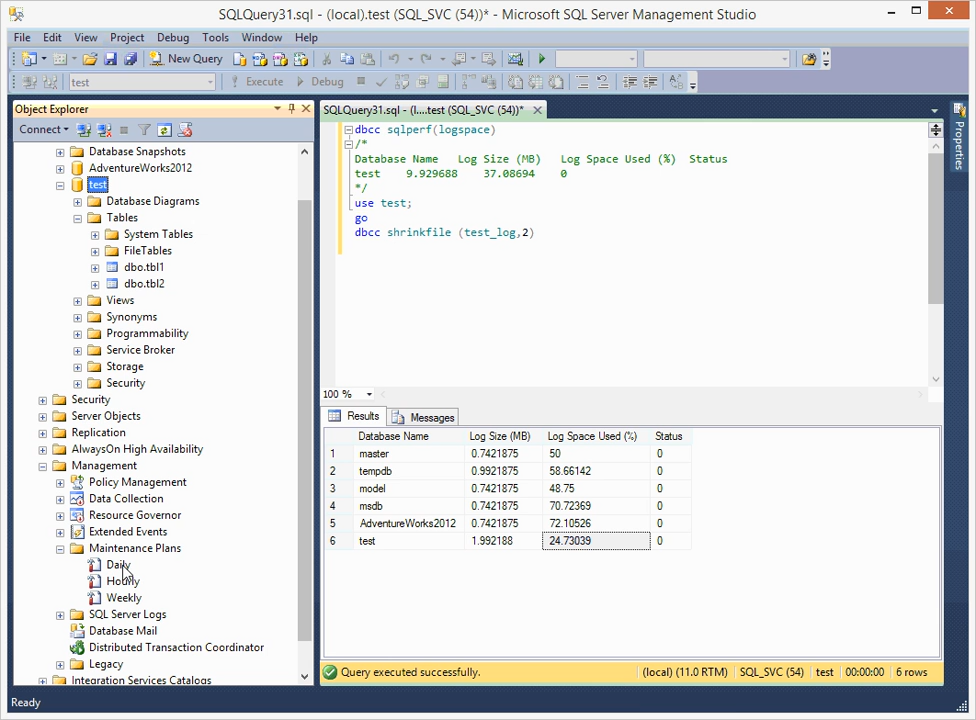 SQLQuery31.sql - (local).test (SQL_SVC (54))* - Microsoft SQL Server Management Studio
File Edit View Project Debug Tools Window Help
New Query
test Execute Debug
Object Explorer
Connect
Database Snapshots
AdventureWorks2012
test
Database Diagrams
Tables
System Tables
FileTables
dbo.tbl1
dbo.tbl2
Views
Synonyms
Programmability
Service Broker
Storage
Security
Security
Server Objects
Replication
AlwaysOn High Availability
Management
Policy Management
Data Collection
Resource Governor
Extended Events
Maintenance Plans
Daily
Hourly
Weekly
SQL Server Logs
Database Mail
Distributed Transaction Coordinator
Legacy
Integration Services Catalogs
SQLQuery31.sql - (l....test (SQL_SVC (54))*
dbcc sqlperf(logspace)
/*
Database Name Log Size (MB) Log Space Used (%) Status
test 9.929688 37.08694 0
*/
use test;
go
dbcc shrinkfile (test_log,2)
100 %
Results Messages
Database Name Log Size (MB) Log Space Used (%) Status
1 master 0.7421875 50 0
2 tempdb 0.9921875 58.66142 0
3 model 0.7421875 48.75 0
4 msdb 0.7421875 70.72369 0
5 AdventureWorks2012 0.7421875 72.10526 0
6 test 1.992188 24.73039 0
Query executed successfully. (local) (11.0 RTM) SQL_SVC (54) test 00:00:00 6 rows
Properties
Ready